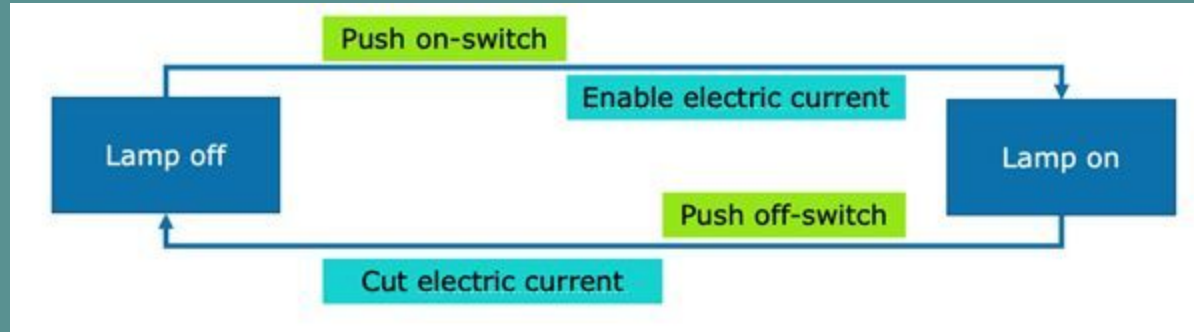 Push on-switch
Enable electric current
Lamp off
Lamp on
Push off-switch
Cut electric current